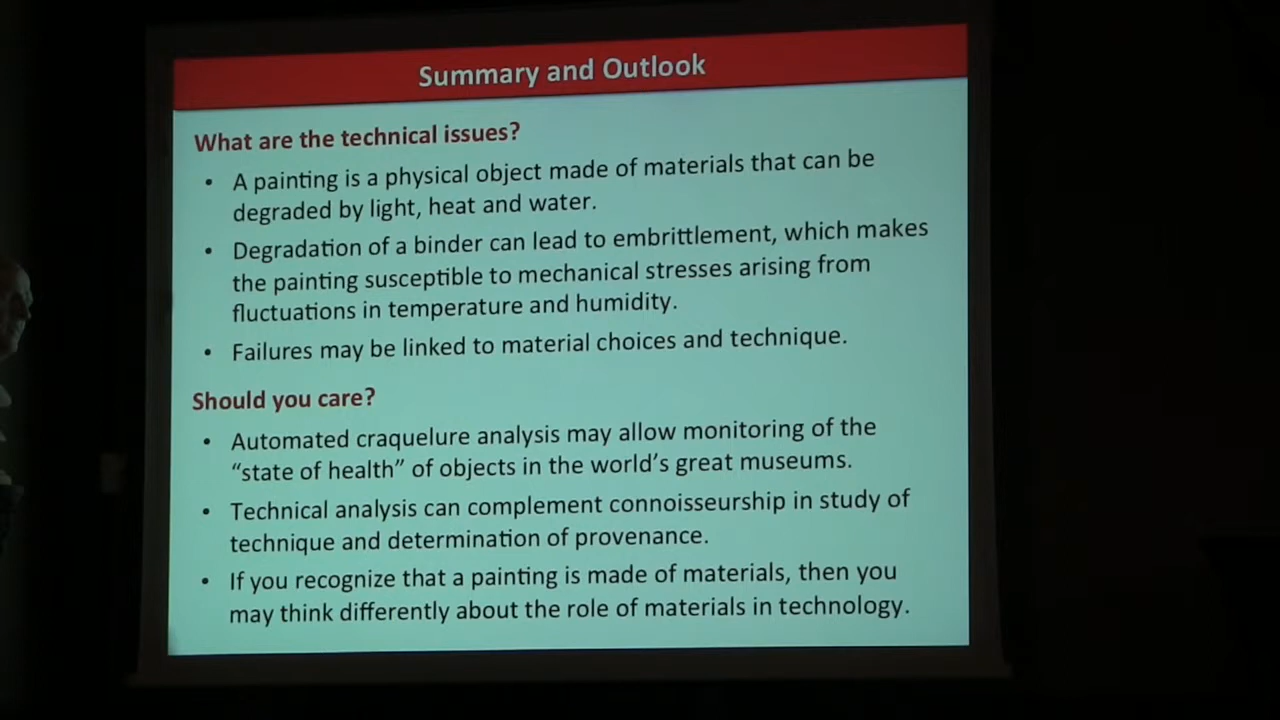 Summary and Outlook
What are the technical issues?
• A painting is a physical object made of materials that can be
degraded by light, heat and water.
• Degradation of a binder can lead to embrittlement, which makes
the painting susceptible to mechanical stresses arising from
fluctuations in temperature and humidity.
• Failures may be linked to material choices and technique.
Should you care?
• Automated craquelure analysis may allow monitoring of the
“state of health” of objects in the world’s great museums.
• Technical analysis can complement connoisseurship in study of
technique and determination of provenance.
• If you recognize that a painting is made of materials, then you
may think differently about the role of materials in technology.